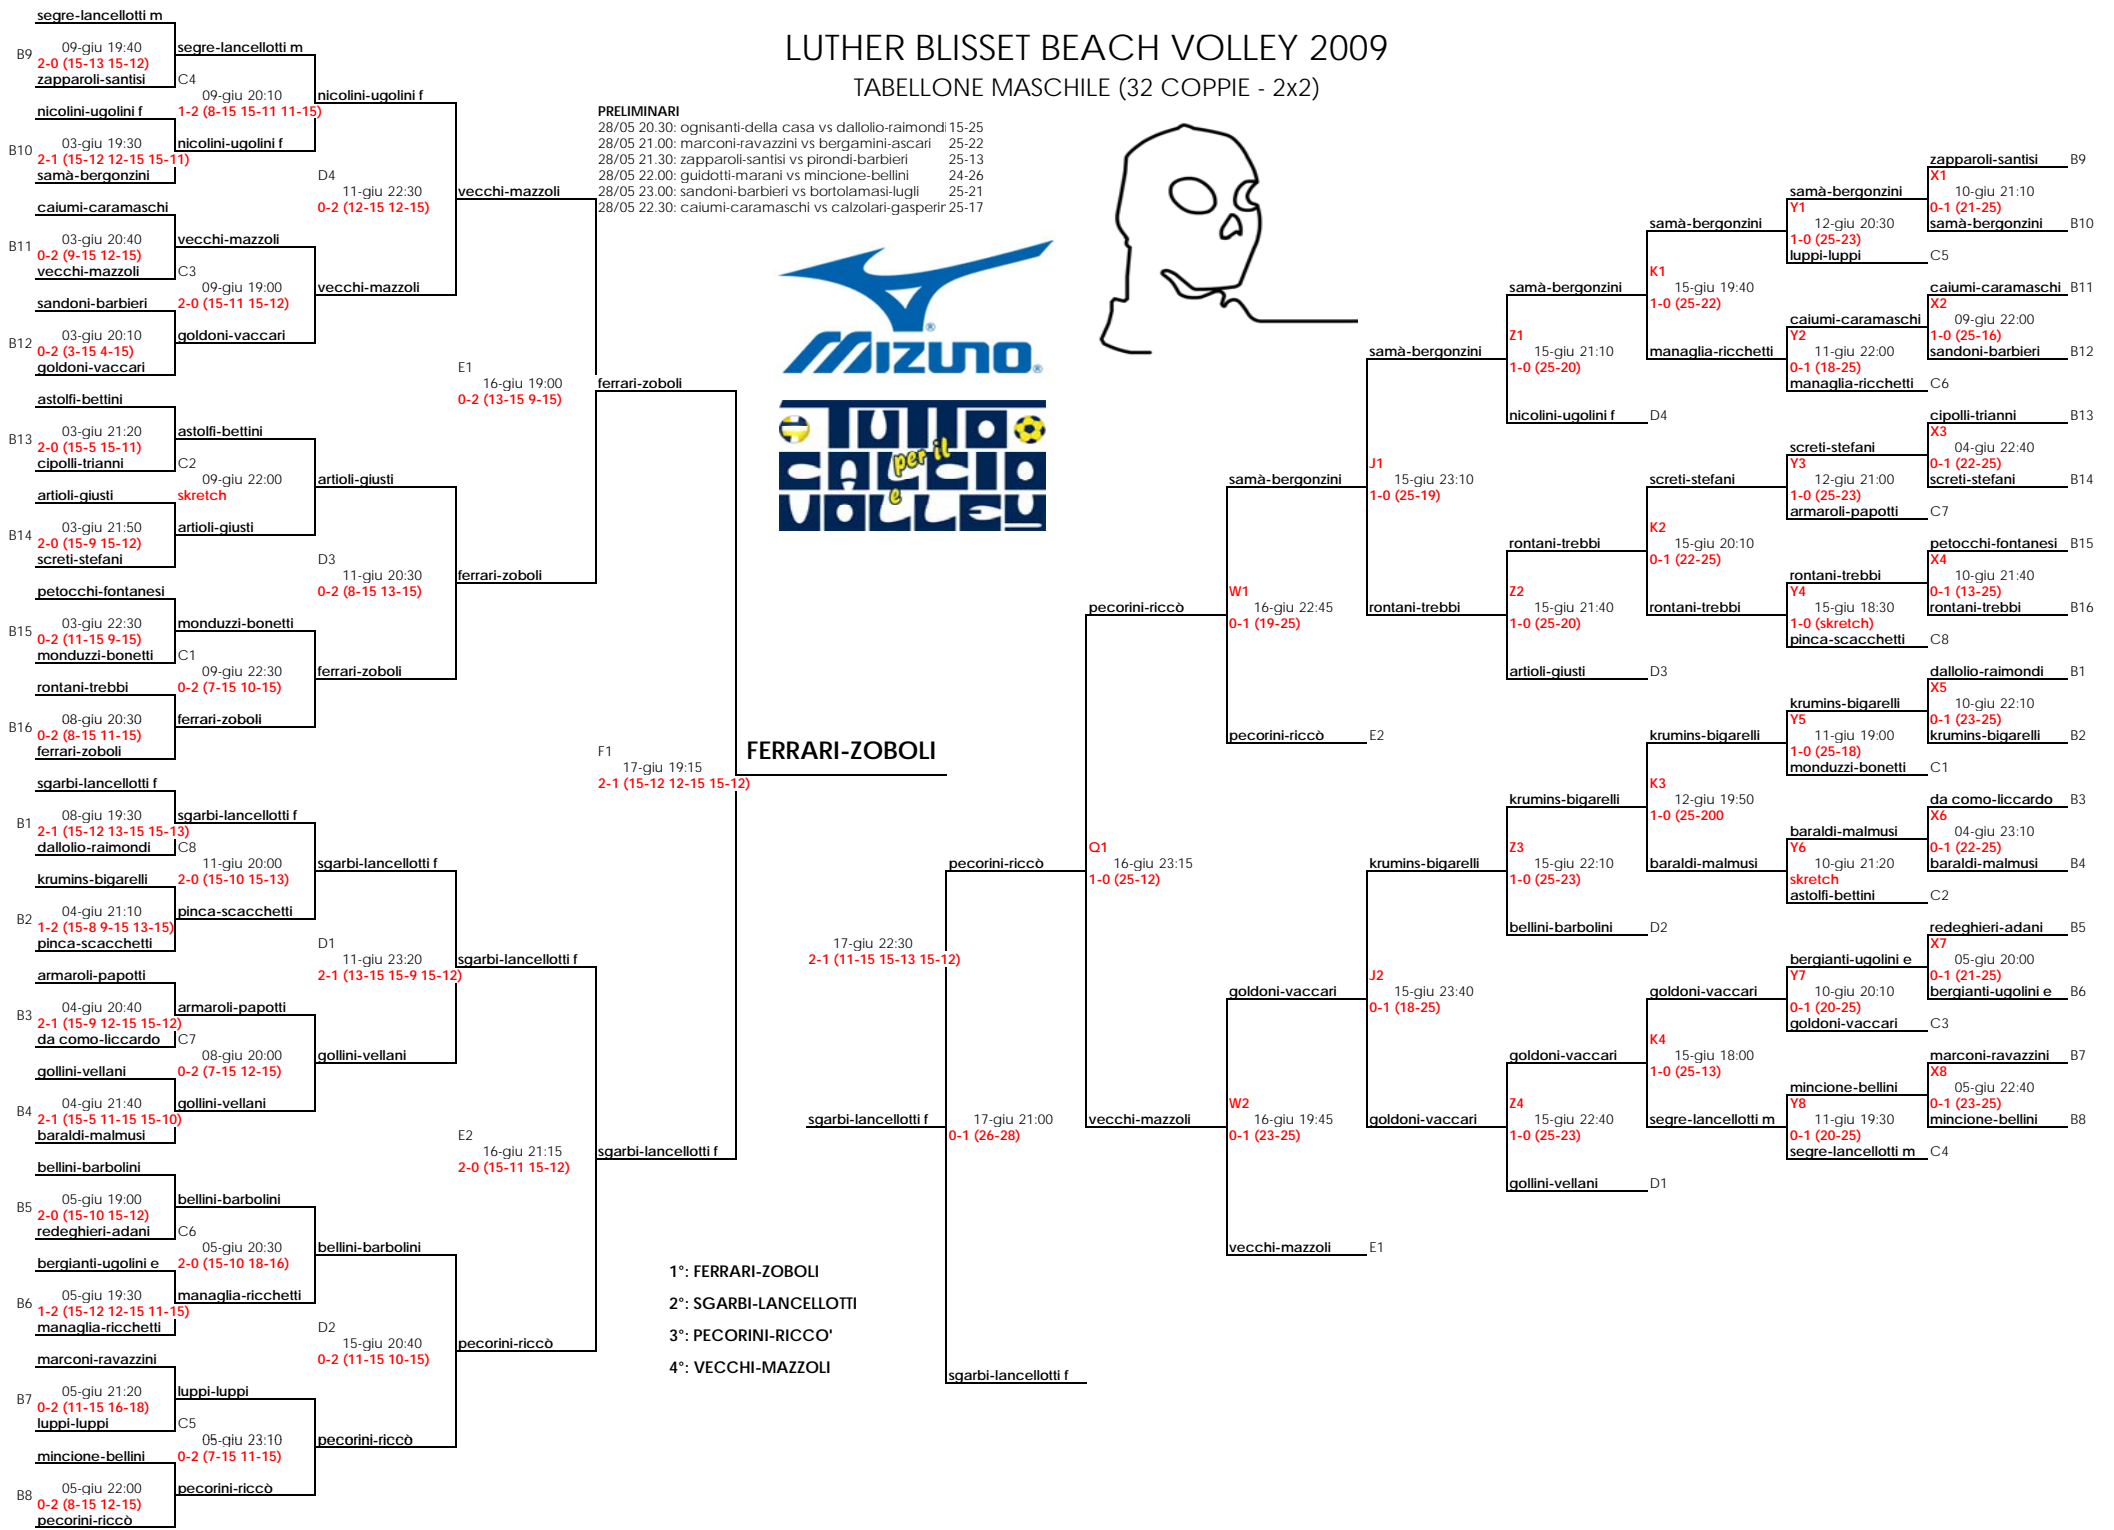 LUTHER BLISSET BEACH VOLLEY 2009
TABELLONE MASCHILE (32 COPPIE - 2x2)
PRELIMINARI
28/05 20.30: ognisanti-della casa vs dallolio-raimondi 15-25
28/05 21.00: marconi-ravazzini vs bergamini-ascari 25-22
28/05 21.30: zapparoli-santisi vs pirondi-barbieri 25-13
28/05 22.00: guidotti-marani vs mincione-bellini 24-26
28/05 23.00: sandoni-barbieri vs bortolamasi-lugli 25-21
28/05 22.30: caiumi-caramaschi vs calzolari-gasperir 25-17
MIZUNO
TUTTO
per il
CALCIO
e
VOLLEY
segre-lancellotti m
B9 09-giu 19:40
2-0 (15-13 15-12)
zapparoli-santisi
nicolini-ugolini f
B10 03-giu 19:30
2-1 (15-12 12-15 15-11)
samà-bergonzini
caiumi-caramaschi
B11 03-giu 20:40
0-2 (9-15 12-15)
vecchi-mazzoli
sandoni-barbieri
B12 03-giu 20:10
0-2 (3-15 4-15)
goldoni-vaccari
astolfi-bettini
B13 03-giu 21:20
2-0 (15-5 15-11)
cipolli-trianni
artioli-giusti
B14 03-giu 21:50
2-0 (15-9 15-12)
screti-stefani
petocchi-fontanesi
B15 03-giu 22:30
0-2 (11-15 9-15)
monduzzi-bonetti
rontani-trebbi
B16 08-giu 20:30
0-2 (8-15 11-15)
ferrari-zoboli
sgarbi-lancellotti f
B1 08-giu 19:30
2-1 (15-12 13-15 15-13)
dallolio-raimondi
krumins-bigarelli
B2 04-giu 21:10
1-2 (15-8 9-15 13-15)
pinca-scacchetti
armaroli-papotti
B3 04-giu 20:40
2-1 (15-9 12-15 15-12)
da como-liccardo
gollini-vellani
B4 04-giu 21:40
2-1 (15-5 11-15 15-10)
baraldi-malmusi
bellini-barbolini
B5 05-giu 19:00
2-0 (15-10 15-12)
redeghieri-adani
bergianti-ugolini e
B6 05-giu 19:30
1-2 (15-12 12-15 11-15)
managlia-ricchetti
marconi-ravazzini
B7 05-giu 21:20
0-2 (11-15 16-18)
luppi-luppi
mincione-bellini
B8 05-giu 22:00
0-2 (8-15 12-15)
pecorini-riccò
segre-lancellotti m
C4
09-giu 20:10
1-2 (8-15 15-11 11-15)
nicolini-ugolini f
vecchi-mazzoli
C3
09-giu 19:00
2-0 (15-11 15-12)
goldoni-vaccari
astolfi-bettini
C2
09-giu 22:00
skretch
artioli-giusti
monduzzi-bonetti
C1
09-giu 22:30
0-2 (7-15 10-15)
ferrari-zoboli
sgarbi-lancellotti f
C8
11-giu 20:00
2-0 (15-10 15-13)
pinca-scacchetti
armaroli-papotti
C7
08-giu 20:00
0-2 (7-15 12-15)
gollini-vellani
bellini-barbolini
C6
05-giu 20:30
2-0 (15-10 18-16)
managlia-ricchetti
luppi-luppi
C5
05-giu 23:10
0-2 (7-15 11-15)
pecorini-riccò
nicolini-ugolini f
D4
11-giu 22:30
0-2 (12-15 12-15)
vecchi-mazzoli
artioli-giusti
D3
11-giu 20:30
0-2 (8-15 13-15)
ferrari-zoboli
sgarbi-lancellotti f
D1
11-giu 23:20
2-1 (13-15 15-9 15-12)
gollini-vellani
bellini-barbolini
D2
15-giu 20:40
0-2 (11-15 10-15)
pecorini-riccò
vecchi-mazzoli
E1
16-giu 19:00
0-2 (13-15 9-15)
ferrari-zoboli
sgarbi-lancellotti f
E2
16-giu 21:15
2-0 (15-11 15-12)
pecorini-riccò
ferrari-zoboli
F1
17-giu 19:15
2-1 (15-12 12-15 15-12)
sgarbi-lancellotti f
FERRARI-ZOBOLI
1°: FERRARI-ZOBOLI
2°: SGARBI-LANCELLOTTI
3°: PECORINI-RICCO'
4°: VECCHI-MAZZOLI
17-giu 22:30
2-1 (11-15 15-13 15-12)
sgarbi-lancellotti f
pecorini-riccò
17-giu 21:00
0-1 (26-28)
sgarbi-lancellotti f
pecorini-riccò
Q1
16-giu 23:15
1-0 (25-12)
vecchi-mazzoli
samà-bergonzini
W1
16-giu 22:45
0-1 (19-25)
pecorini-riccò E2
goldoni-vaccari
W2
16-giu 19:45
0-1 (23-25)
vecchi-mazzoli E1
samà-bergonzini
J1
15-giu 23:10
1-0 (25-19)
rontani-trebbi
krumins-bigarelli
J2
15-giu 23:40
0-1 (18-25)
goldoni-vaccari
samà-bergonzini
Z1
15-giu 21:10
1-0 (25-20)
nicolini-ugolini f D4
rontani-trebbi
Z2
15-giu 21:40
1-0 (25-20)
artioli-giusti D3
krumins-bigarelli
Z3
15-giu 22:10
1-0 (25-23)
bellini-barbolini D2
goldoni-vaccari
Z4
15-giu 22:40
1-0 (25-23)
gollini-vellani D1
samà-bergonzini
K1
15-giu 19:40
1-0 (25-22)
managlia-ricchetti
screti-stefani
K2
15-giu 20:10
0-1 (22-25)
rontani-trebbi
krumins-bigarelli
K3
12-giu 19:50
1-0 (25-200
baraldi-malmusi
goldoni-vaccari
K4
15-giu 18:00
1-0 (25-13)
segre-lancellotti m
samà-bergonzini
Y1
12-giu 20:30
1-0 (25-23)
luppi-luppi C5
caiumi-caramaschi
Y2
11-giu 22:00
0-1 (18-25)
managlia-ricchetti C6
screti-stefani
Y3
12-giu 21:00
1-0 (25-23)
armaroli-papotti C7
rontani-trebbi
Y4
15-giu 18:30
1-0 (skretch)
pinca-scacchetti C8
krumins-bigarelli
Y5
11-giu 19:00
1-0 (25-18)
monduzzi-bonetti C1
baraldi-malmusi
Y6
10-giu 21:20
skretch
astolfi-bettini C2
bergianti-ugolini e
Y7
10-giu 20:10
0-1 (20-25)
goldoni-vaccari C3
mincione-bellini
Y8
11-giu 19:30
0-1 (20-25)
segre-lancellotti m C4
zapparoli-santisi B9
X1
10-giu 21:10
0-1 (21-25)
samà-bergonzini B10
caiumi-caramaschi B11
X2
09-giu 22:00
1-0 (25-16)
sandoni-barbieri B12
cipolli-trianni B13
X3
04-giu 22:40
0-1 (22-25)
screti-stefani B14
petocchi-fontanesi B15
X4
10-giu 21:40
0-1 (13-25)
rontani-trebbi B16
dallolio-raimondi B1
X5
10-giu 22:10
0-1 (23-25)
krumins-bigarelli B2
da como-liccardo B3
X6
04-giu 23:10
0-1 (22-25)
baraldi-malmusi B4
redeghieri-adani B5
X7
05-giu 20:00
0-1 (21-25)
bergianti-ugolini e B6
marconi-ravazzini B7
X8
05-giu 22:40
0-1 (23-25)
mincione-bellini B8